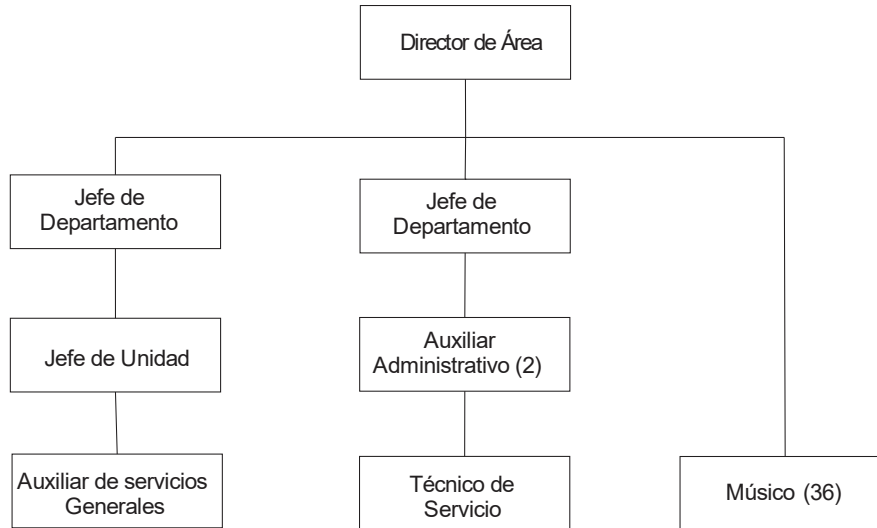 Director de Área
Jefe de
Departamento
Jefe de
Departamento
Jefe de Unidad
Auxiliar
Administrativo (2)
Auxiliar de servicios
Generales
Técnico de
Servicio
Músico (36)